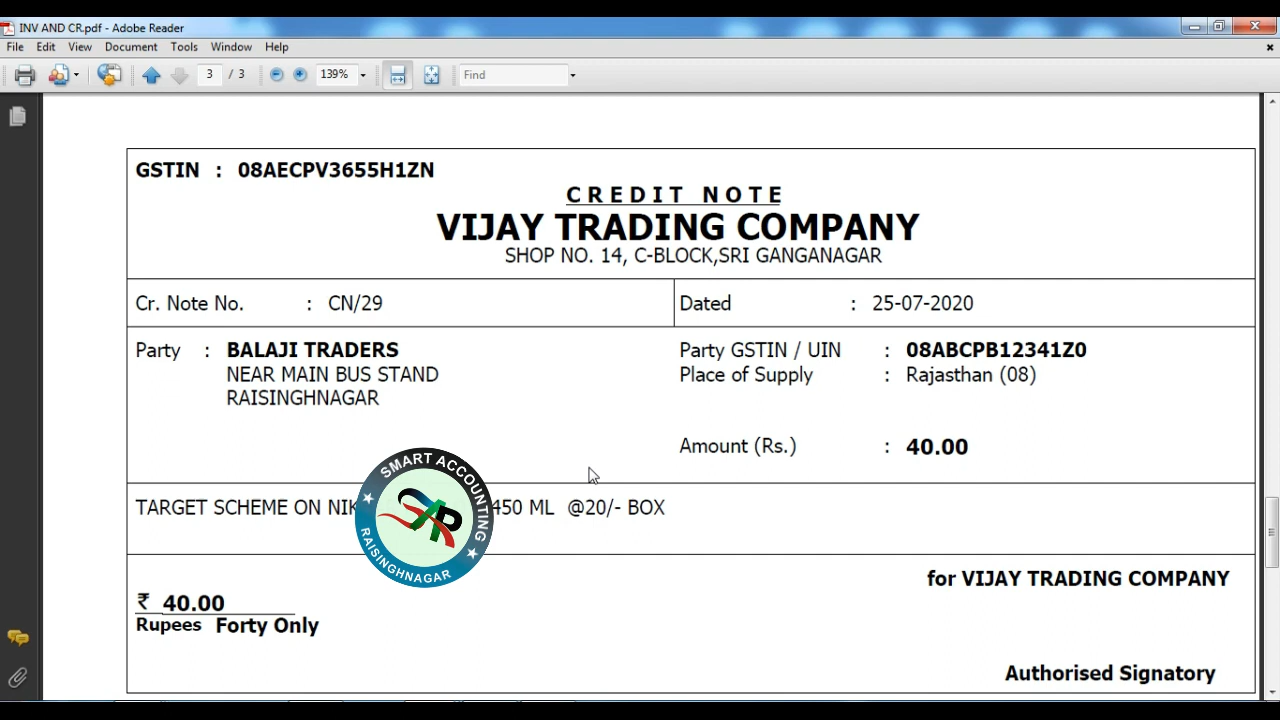 INV AND CR.pdf - Adobe Reader
File Edit View Document Tools Window Help
3 / 3 139% Find
GSTIN : 08AECPV3655H1ZN
CREDIT NOTE
VIJAY TRADING COMPANY
SHOP NO. 14, C-BLOCK,SRI GANGANAGAR
Cr. Note No. : CN/29 Dated : 25-07-2020
Party : BALAJI TRADERS Party GSTIN / UIN : 08ABCPB12341Z0
NEAR MAIN BUS STAND Place of Supply : Rajasthan (08)
RAISINGHNAGAR
Amount (Rs.) : 40.00
SMART ACCOUNTING
RAISINGHNAGAR
TARGET SCHEME ON 450 ML @20/- BOX
for VIJAY TRADING COMPANY
₹ 40.00
Rupees Forty Only
Authorised Signatory